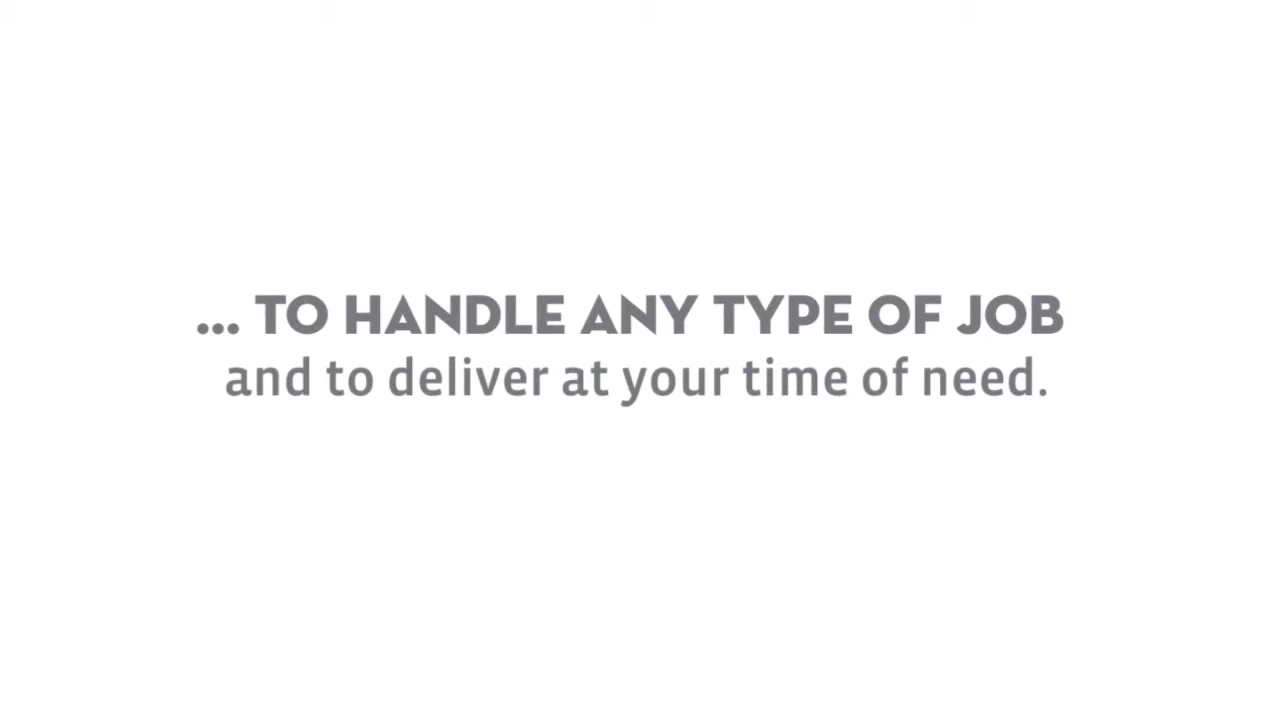 ... TO HANDLE ANY TYPE OF JOB
and to deliver at your time of need.